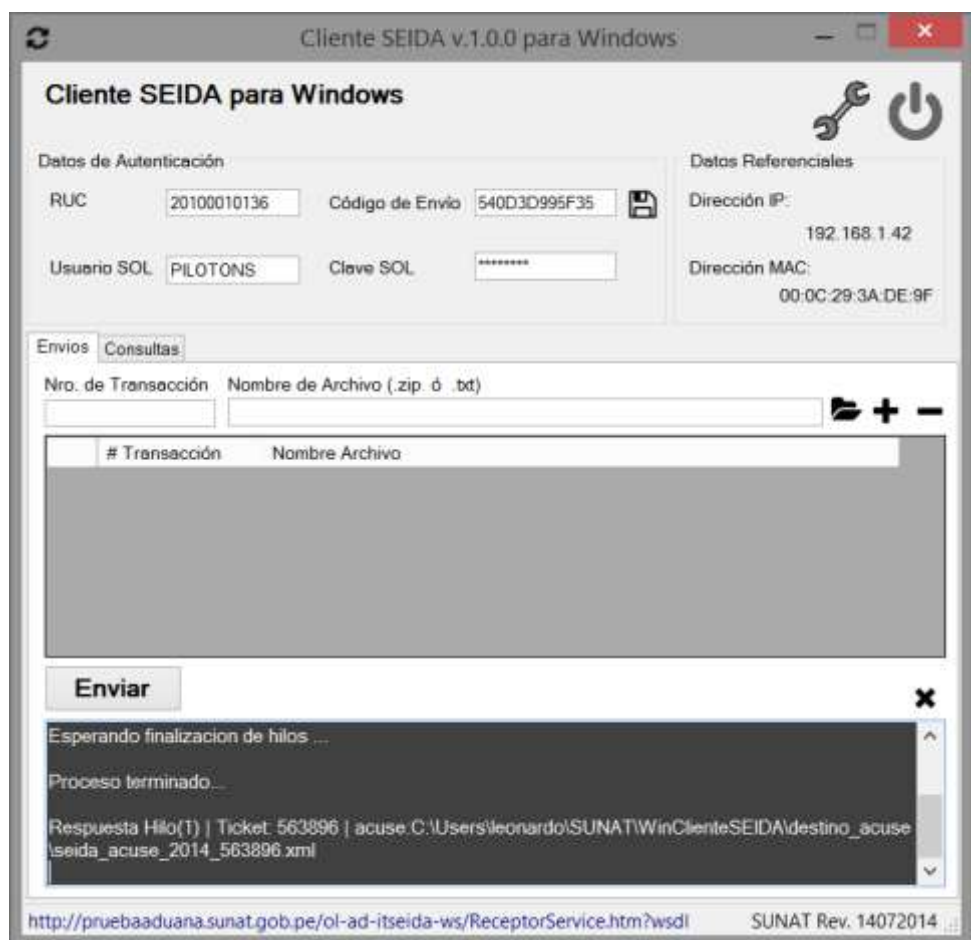 Cliente SEIDA v.1.0.0 para Windows
Cliente SEIDA para Windows
Datos de Autenticación
Datos Referenciales
RUC
20100010136
Código de Envío
540D3D995F35
Dirección IP:
192.168.1.42
Usuario SOL
PILOTONS
Clave SOL
********
Dirección MAC:
00:0C:29:3A:DE:9F
Envios
Consultas
Nro. de Transacción
Nombre de Archivo (.zip. ó .txt)
# Transacción
Nombre Archivo
Enviar
Esperando finalizacion de hilos ...
Proceso terminado...
Respuesta Hilo(1) | Ticket: 563896 | acuse:C:\Users\leonardo\SUNAT\WinClienteSEIDA\destino_acuse
\seida_acuse_2014_563896.xml
http://pruebaaduana.sunat.gob.pe/ol-ad-itseida-ws/ReceptorService.htm?wsdl
SUNAT Rev. 14072014